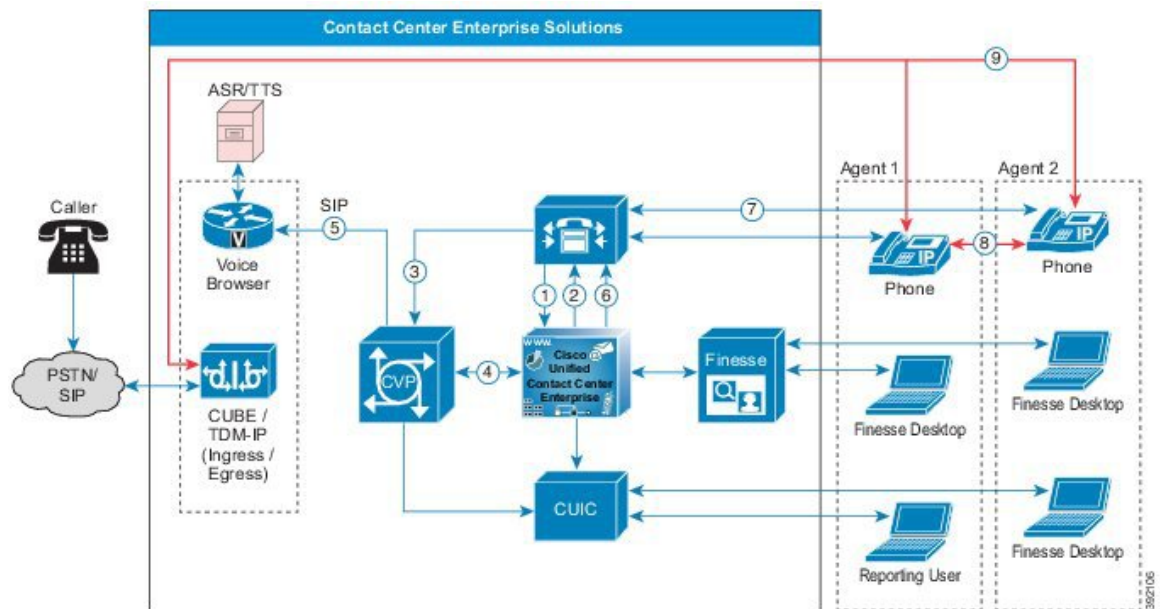 Contact Center Enterprise Solutions
9
ASR/TTS
Agent 1
Agent 2
Caller
SIP
5
7
V
IP
IP
8
Voice
Browser
3
1
2
6
Phone
Phone
PSTN/
SIP
CUBE /
TDM-IP
(Ingress /
Egress)
CVP
4
WWW.
Cisco
Unified
Contact Center
Enterprise
Finesse
Finesse Desktop
Finesse Desktop
CUIC
Reporting User
Finesse Desktop
392106